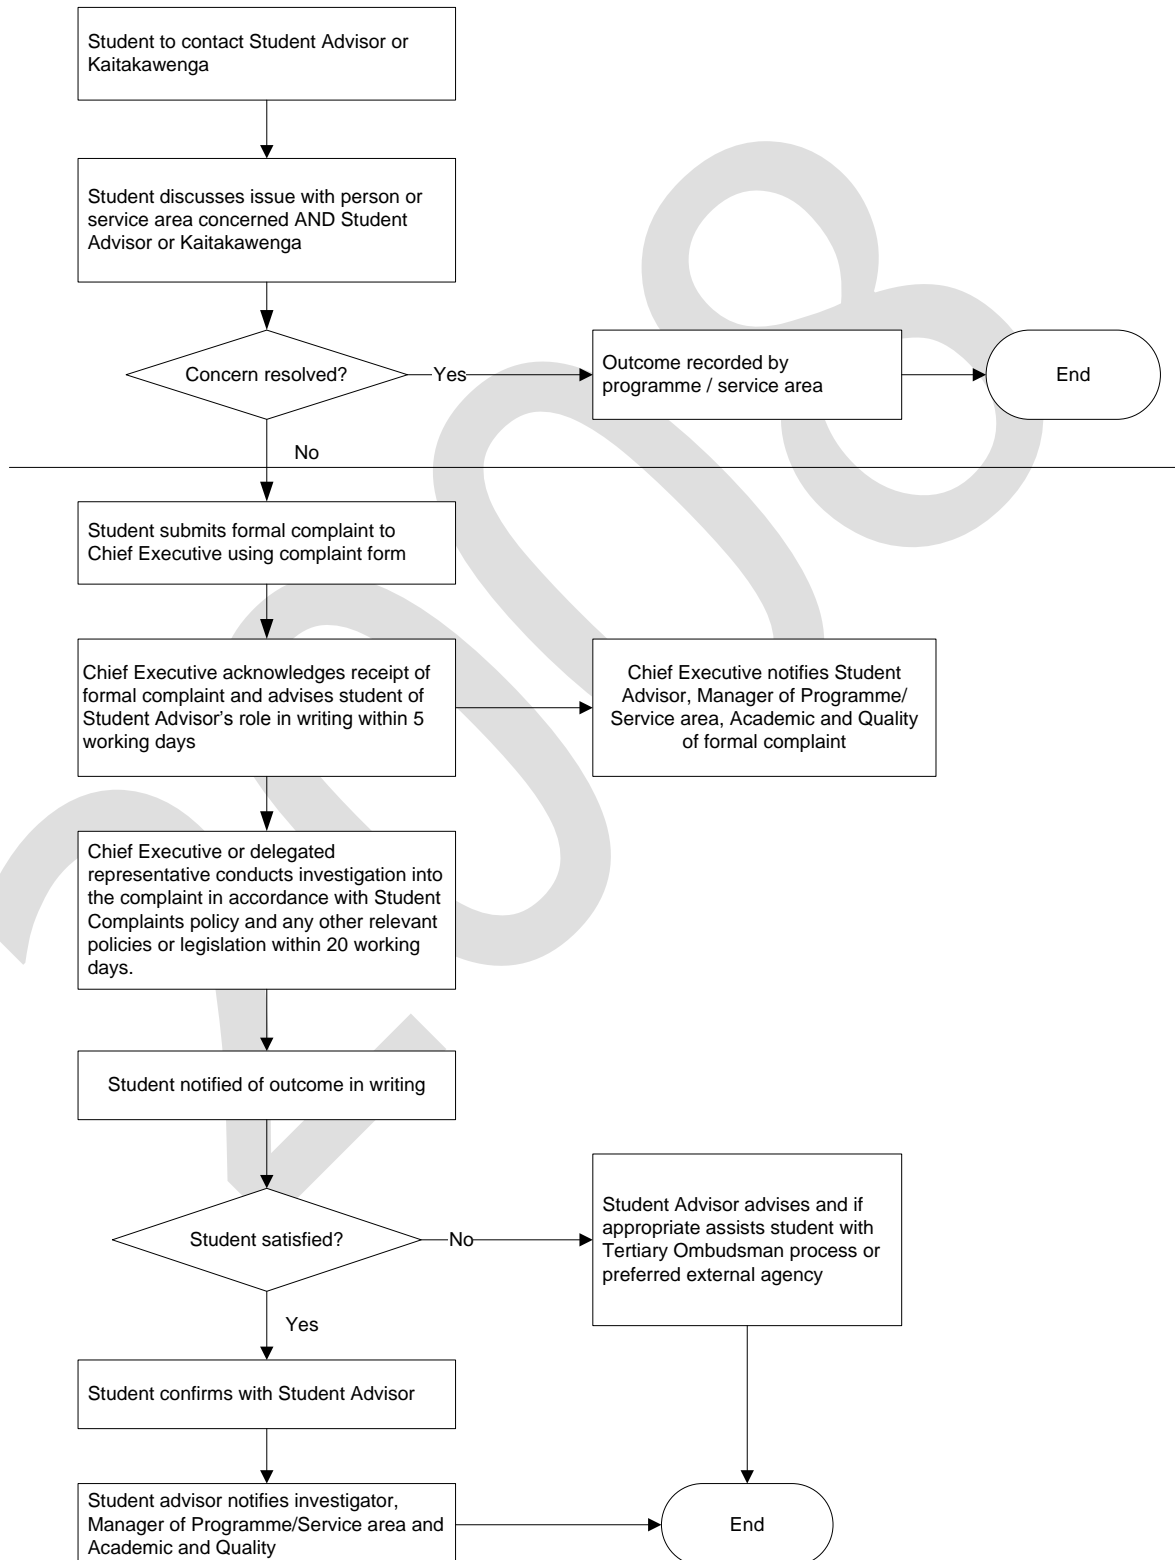 Student to contact Student Advisor or
Kaitakawenga
Student discusses issue with person or
service area concerned AND Student
Advisor or Kaitakawenga
Concern resolved?
Yes
Outcome recorded by
programme / service area
End
No
Student submits formal complaint to
Chief Executive using complaint form
Chief Executive acknowledges receipt of
formal complaint and advises student of
Student Advisor's role in writing within 5
working days
Chief Executive notifies Student
Advisor, Manager of Programme/
Service area, Academic and Quality
of formal complaint
Chief Executive or delegated
representative conducts investigation into
the complaint in accordance with Student
Complaints policy and any other relevant
policies or legislation within 20 working
days.
Student notified of outcome in writing
Student satisfied?
No
Student Advisor advises and if
appropriate assists student with
Tertiary Ombudsman process or
preferred external agency
Yes
Student confirms with Student Advisor
Student advisor notifies investigator,
Manager of Programme/Service area and
Academic and Quality
End
2008